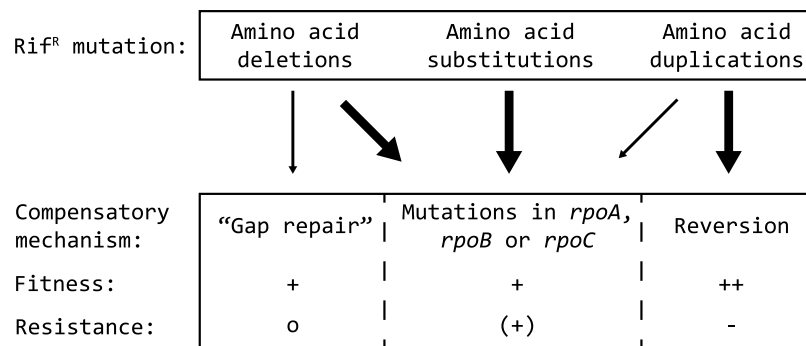 Rifᴿ mutation:
Amino acid deletions
Amino acid substitutions
Amino acid duplications
Compensatory mechanism:
“Gap repair”
Mutations in rpoA, rpoB or rpoC
Reversion
Fitness: + + ++
Resistance: o (+) -